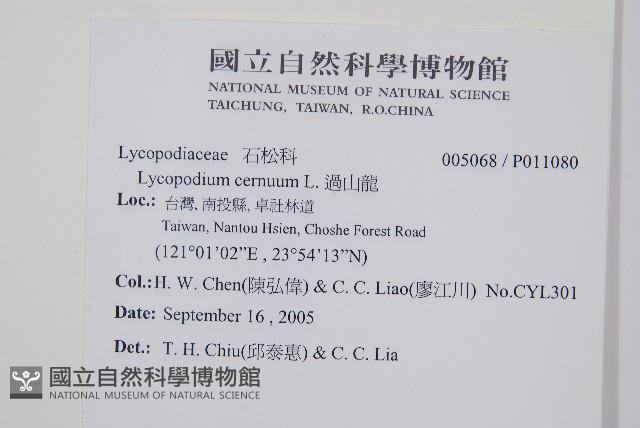 國立自然科學博物館
NATIONAL MUSEUM OF NATURAL SCIENCE
TAICHUNG, TAIWAN, R.O.CHINA
Lycopodiaceae 石松科 005068 / P011080
Lycopodium cernuum L. 過山龍
Loc.: 台灣, 南投縣, 卓社林道
Taiwan, Nantou Hsien, Choshe Forest Road
(121°01’02”E , 23°54’13”N)
Col.: H. W. Chen(陳弘偉) & C. C. Liao(廖江川) No.CYL301
Date: September 16 , 2005
Det.: T. H. Chiu(邱泰惠) & C. C. Lia
國立自然科學博物館
NATIONAL MUSEUM OF NATURAL SCIENCE